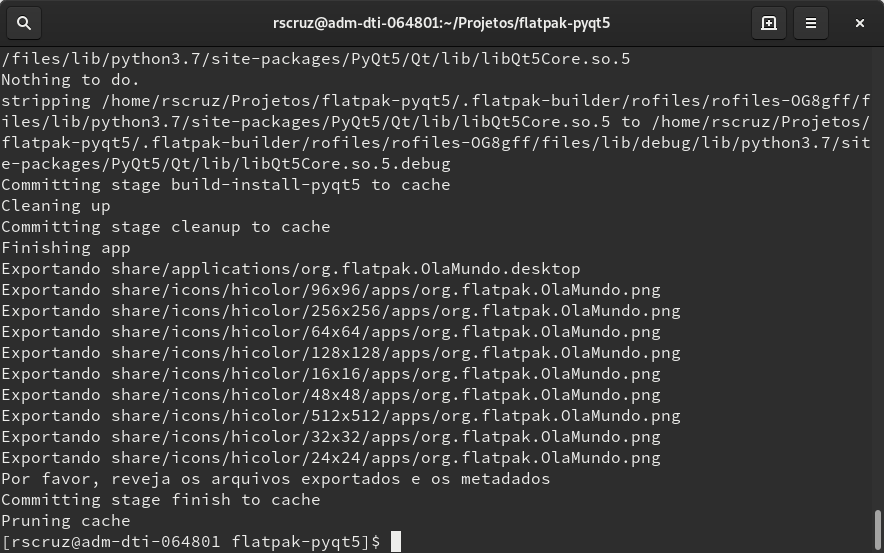 rscruz@adm-dti-064801:~/Projetos/flatpak-pyqt5
/files/lib/python3.7/site-packages/PyQt5/Qt/lib/libQt5Core.so.5
Nothing to do.
stripping /home/rscruz/Projetos/flatpak-pyqt5/.flatpak-builder/rofiles/rofiles-OG8gff/f
iles/lib/python3.7/site-packages/PyQt5/Qt/lib/libQt5Core.so.5 to /home/rscruz/Projetos/
flatpak-pyqt5/.flatpak-builder/rofiles/rofiles-OG8gff/files/lib/debug/lib/python3.7/sit
e-packages/PyQt5/Qt/lib/libQt5Core.so.5.debug
Committing stage build-install-pyqt5 to cache
Cleaning up
Committing stage cleanup to cache
Finishing app
Exportando share/applications/org.flatpak.OlaMundo.desktop
Exportando share/icons/hicolor/96x96/apps/org.flatpak.OlaMundo.png
Exportando share/icons/hicolor/256x256/apps/org.flatpak.OlaMundo.png
Exportando share/icons/hicolor/64x64/apps/org.flatpak.OlaMundo.png
Exportando share/icons/hicolor/128x128/apps/org.flatpak.OlaMundo.png
Exportando share/icons/hicolor/16x16/apps/org.flatpak.OlaMundo.png
Exportando share/icons/hicolor/48x48/apps/org.flatpak.OlaMundo.png
Exportando share/icons/hicolor/512x512/apps/org.flatpak.OlaMundo.png
Exportando share/icons/hicolor/32x32/apps/org.flatpak.OlaMundo.png
Exportando share/icons/hicolor/24x24/apps/org.flatpak.OlaMundo.png
Por favor, reveja os arquivos exportados e os metadados
Committing stage finish to cache
Pruning cache
[rscruz@adm-dti-064801 flatpak-pyqt5]$